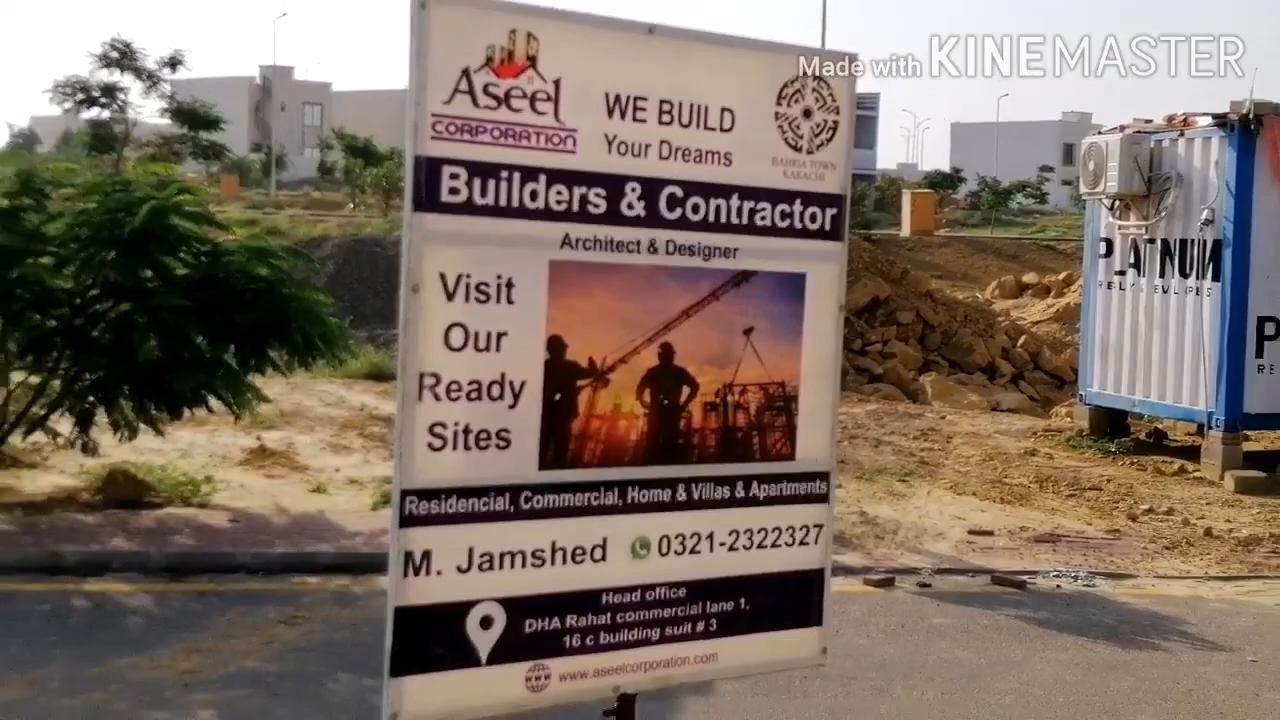 Made with KINEMASTER
Aseel
CORPORATION
WE BUILD
Your Dreams
BAHRIA TOWN
KARACHI
Builders & Contractor
Architect & Designer
Visit
Our
Ready
Sites
Residencial, Commercial, Home & Villas & Apartments
M. Jamshed 0321-2322327
Head office
DHA Rahat commercial lane 1,
16 c building suit # 3
www www.aseelcorporation.com
PLATNUM
P
RE